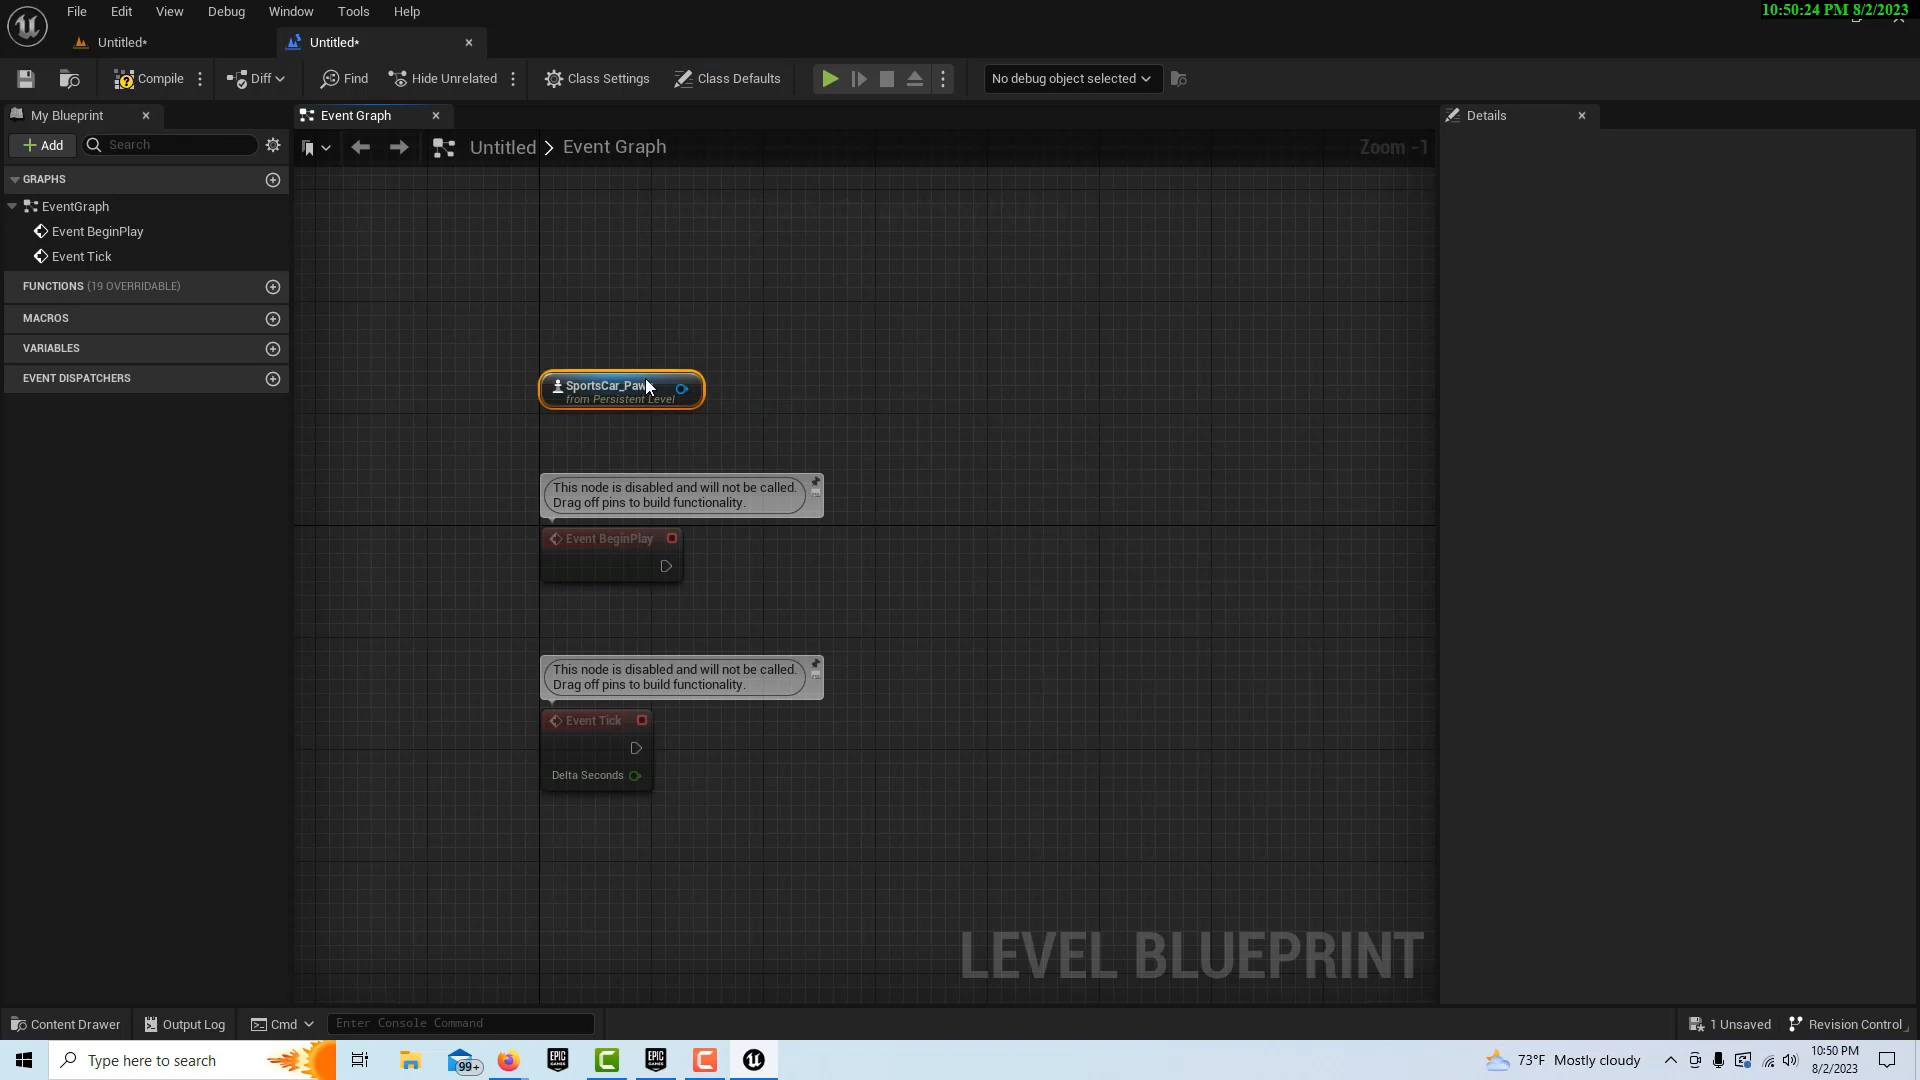 File Edit View Debug Window Tools Help
10:50:24 PM 8/2/2023
Untitled*
Untitled*
Compile
Diff
Find
Hide Unrelated
Class Settings
Class Defaults
No debug object selected
My Blueprint
Event Graph
Details
Add
Search
Untitled > Event Graph
Zoom -1
GRAPHS
EventGraph
Event BeginPlay
Event Tick
FUNCTIONS (19 OVERRIDABLE)
MACROS
VARIABLES
EVENT DISPATCHERS
SportsCar_Paw
from Persistent Level
This node is disabled and will not be called.
Drag off pins to build functionality.
Event BeginPlay
This node is disabled and will not be called.
Drag off pins to build functionality.
Event Tick
Delta Seconds
LEVEL BLUEPRINT
Content Drawer
Output Log
Cmd
Enter Console Command
1 Unsaved
Revision Control
Type here to search
99+
EPIC
GAMES
EPIC
GAMES
73°F Mostly cloudy
10:50 PM
8/2/2023